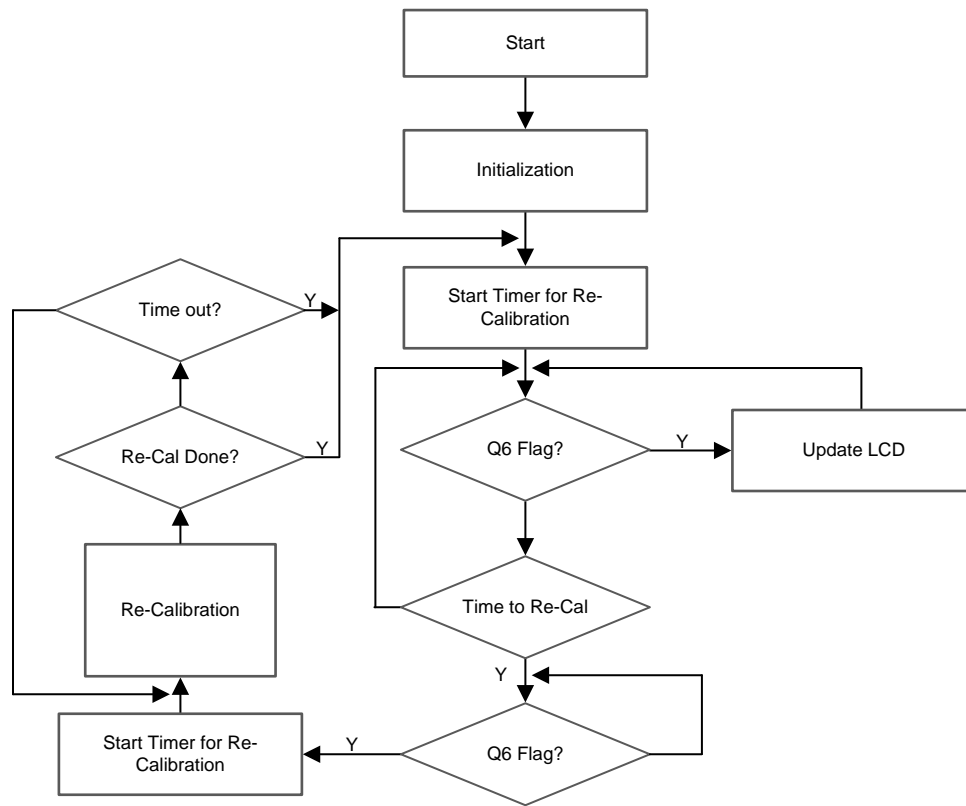 Start
Initialization
Start Timer for Re-
Calibration
Time out?
Y
Re-Cal Done?
Y
Q6 Flag?
Y
Update LCD
Re-Calibration
Time to Re-Cal
Y
Start Timer for Re-
Calibration
Y
Q6 Flag?